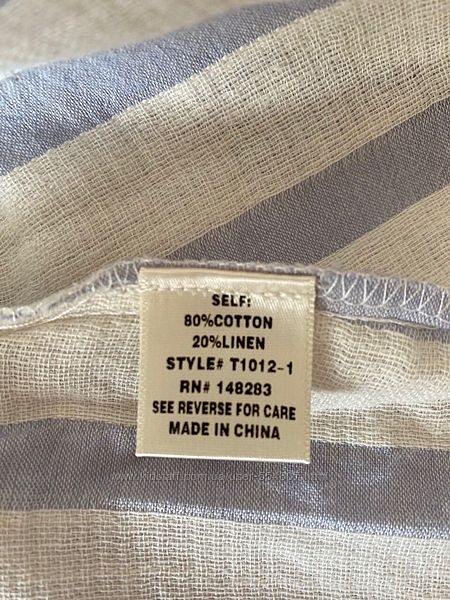 SELF:
80%COTTON
20%LINEN
STYLE# T1012-1
RN# 148283
SEE REVERSE FOR CARE
MADE IN CHINA